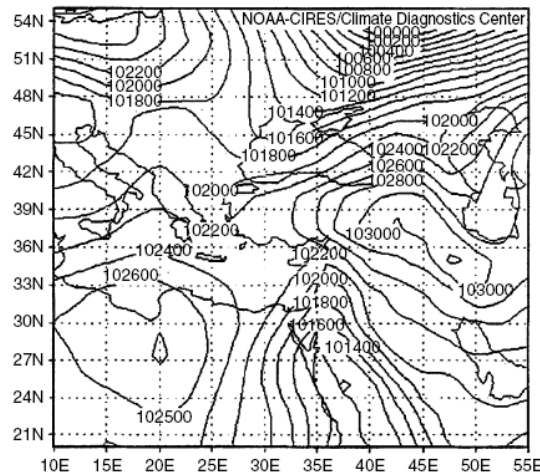 NOAA-CIRES/Climate Diagnostics Center
54N
51N
48N
45N
42N
39N
36N
33N
30N
27N
24N
21N
100000
100200
100400
100600
100800
101000
101200
102200
102000
101800
101400
101600
101800
102000
102200
102400
102600
102800
102000
102200
102400
102600
103000
103000
102200
102000
101800
101600
101400
102500
10E 15E 20E 25E 30E 35E 40E 45E 50E 55E